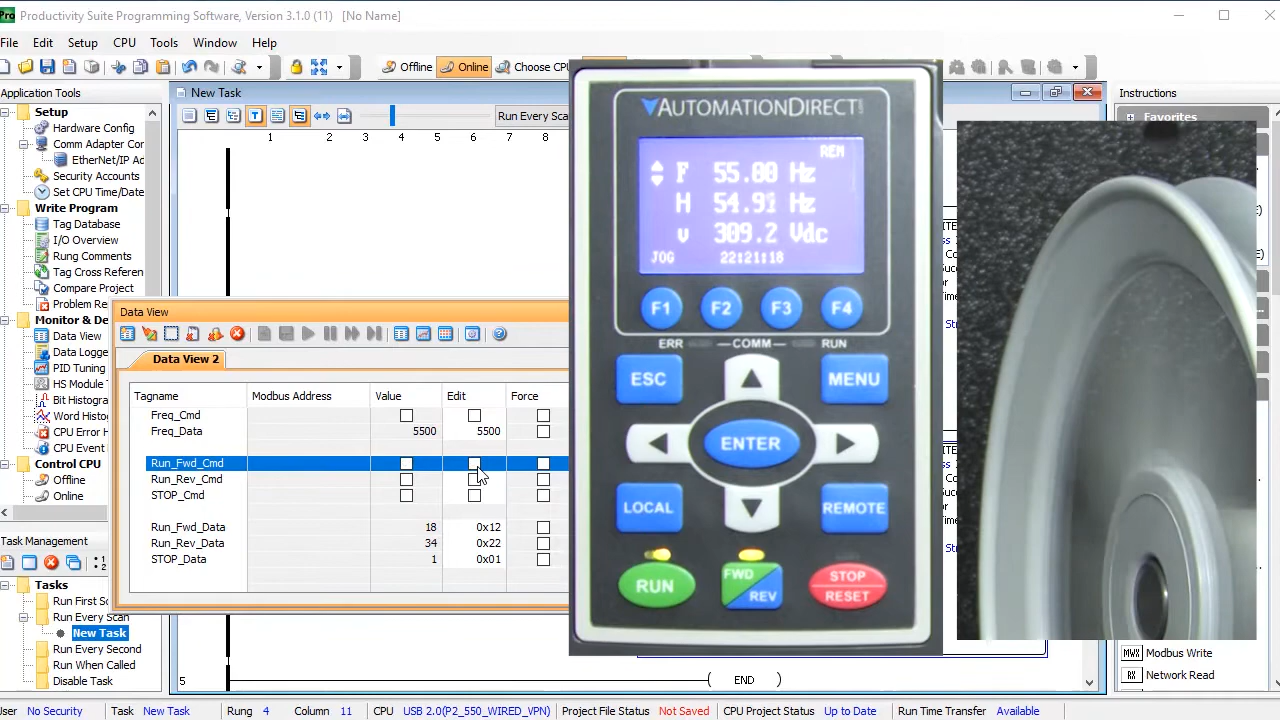 Pro Productivity Suite Programming Software, Version 3.1.0 (11) [No Name]
File Edit Setup CPU Tools Window Help
Offline Online Choose CPU
Application Tools
New Task
Instructions
Setup
Hardware Config
Comm Adapter Con
EtherNet/IP Ad
Security Accounts
Set CPU Time/Date
Write Program
Tag Database
I/O Overview
Rung Comments
Tag Cross Referen
Compare Project
Problem Re
Monitor & De
Data View
Data Logge
PID Tuning
HS Module T
Bit Histogra
Word Histo
CPU Error H
CPU Event
Control CPU
Offline
Online
Task Management
1:2
Tasks
Run First S
Run Every Scan
New Task
Run Every Second
Run When Called
Disable Task
Run Every Sca
1 2 3 4 5 6 7 8
Favorites
Data View
Data View 2
Tagname Modbus Address Value Edit Force
Freq_Cmd
Freq_Data 5500 5500
Run_Fwd_Cmd
Run_Rev_Cmd
STOP_Cmd
Run_Fwd_Data 18 0x12
Run_Rev_Data 34 0x22
STOP_Data 1 0x01
AUTOMATIONDIRECT
REM
F 55.00 Hz
H 54.91 Hz
v 309.2 Vdc
JOG 22:21:18
F1 F2 F3 F4
ERR COMM RUN
ESC MENU
ENTER
LOCAL REMOTE
RUN FWD REV STOP RESET
5 END
MWX Modbus Write
RX Network Read
User No Security Task New Task Rung 4 Column 11 CPU USB 2.0(P2_550_WIRED_VPN) Project File Status Not Saved CPU Project Status Up to Date Run Time Transfer Available